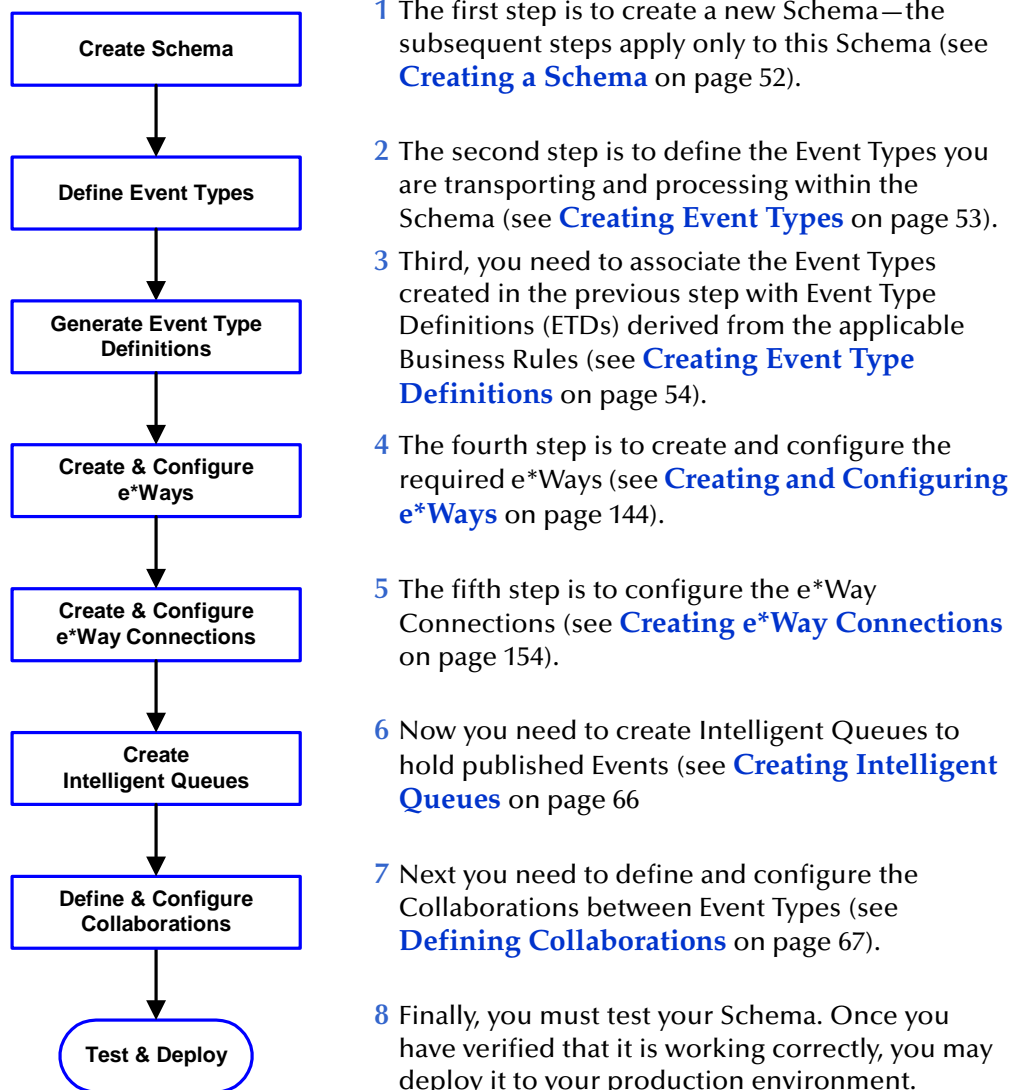 Create Schema
1 The first step is to create a new Schema—the
subsequent steps apply only to this Schema (see
Creating a Schema on page 52).
Define Event Types
2 The second step is to define the Event Types you
are transporting and processing within the
Schema (see Creating Event Types on page 53).
Generate Event Type
Definitions
3 Third, you need to associate the Event Types
created in the previous step with Event Type
Definitions (ETDs) derived from the applicable
Business Rules (see Creating Event Type
Definitions on page 54).
Create & Configure
e*Ways
4 The fourth step is to create and configure the
required e*Ways (see Creating and Configuring
e*Ways on page 144).
Create & Configure
e*Way Connections
5 The fifth step is to configure the e*Way
Connections (see Creating e*Way Connections
on page 154).
Create
Intelligent Queues
6 Now you need to create Intelligent Queues to
hold published Events (see Creating Intelligent
Queues on page 66
Define & Configure
Collaborations
7 Next you need to define and configure the
Collaborations between Event Types (see
Defining Collaborations on page 67).
Test & Deploy
8 Finally, you must test your Schema. Once you
have verified that it is working correctly, you may
deploy it to your production environment.